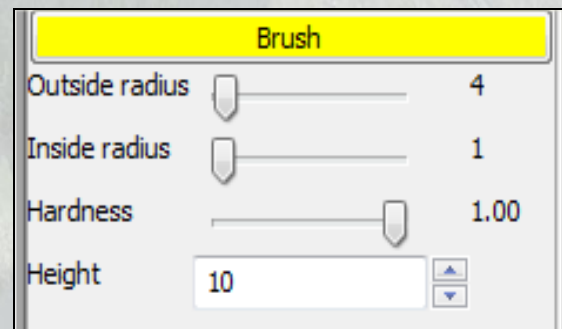 Brush
Outside radius 4
Inside radius 1
Hardness 1.00
Height 10